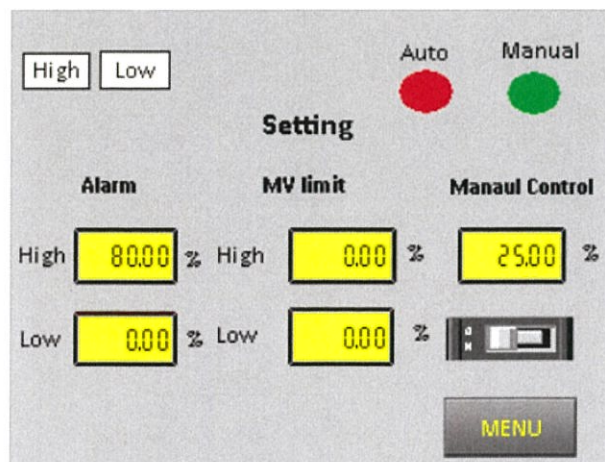 Auto Manual
High Low
Setting
Alarm MV limit Manaul Control
High 80.00 % High 0.00 % 25.00 %
Low 0.00 % Low 0.00 %
MENU